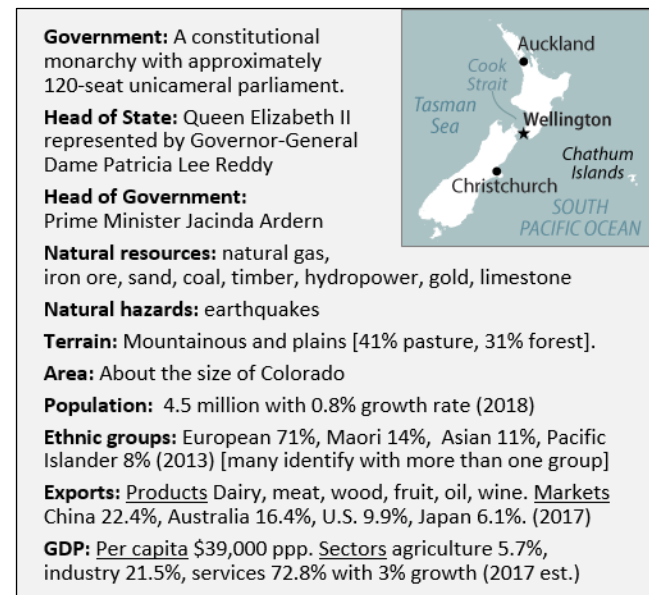 Government: A constitutional
monarchy with approximately
120-seat unicameral parliament.
Head of State: Queen Elizabeth II
represented by Governor-General
Dame Patricia Lee Reddy
Head of Government:
Prime Minister Jacinda Ardern
Natural resources: natural gas,
iron ore, sand, coal, timber, hydropower, gold, limestone
Natural hazards: earthquakes
Terrain: Mountainous and plains [41% pasture, 31% forest].
Area: About the size of Colorado
Population: 4.5 million with 0.8% growth rate (2018)
Ethnic groups: European 71%, Maori 14%, Asian 11%, Pacific
Islander 8% (2013) [many identify with more than one group]
Exports: Products Dairy, meat, wood, fruit, oil, wine. Markets
China 22.4%, Australia 16.4%, U.S. 9.9%, Japan 6.1%. (2017)
GDP: Per capita $39,000 ppp. Sectors agriculture 5.7%,
industry 21.5%, services 72.8% with 3% growth (2017 est.)
Auckland
Cook
Strait
Tasman
Sea
Wellington
Chathum
Islands
Christchurch
SOUTH
PACIFIC OCEAN